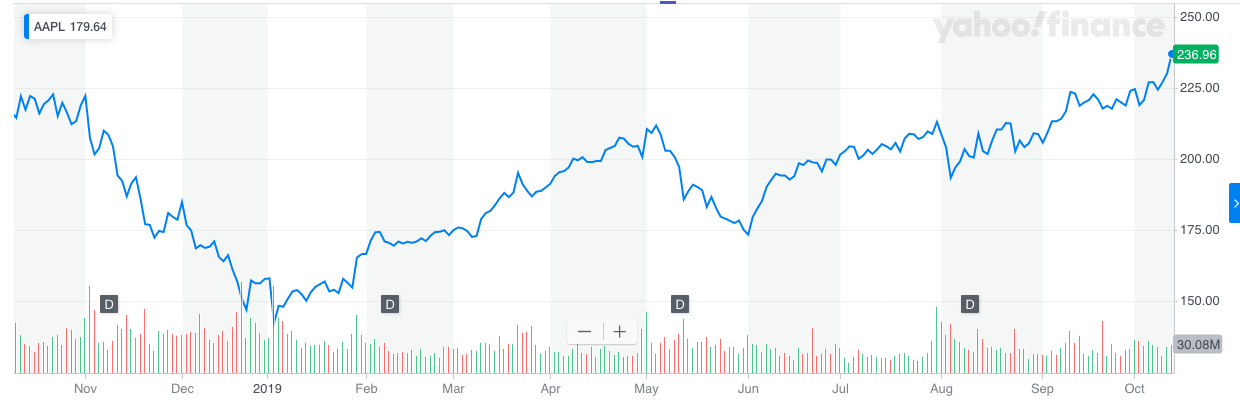 AAPL 179.64
yahoo!finance
250.00
236.96
225.00
200.00
175.00
150.00
D D D D
30.08M
Nov Dec 2019 Feb Mar Apr May Jun Jul Aug Sep Oct